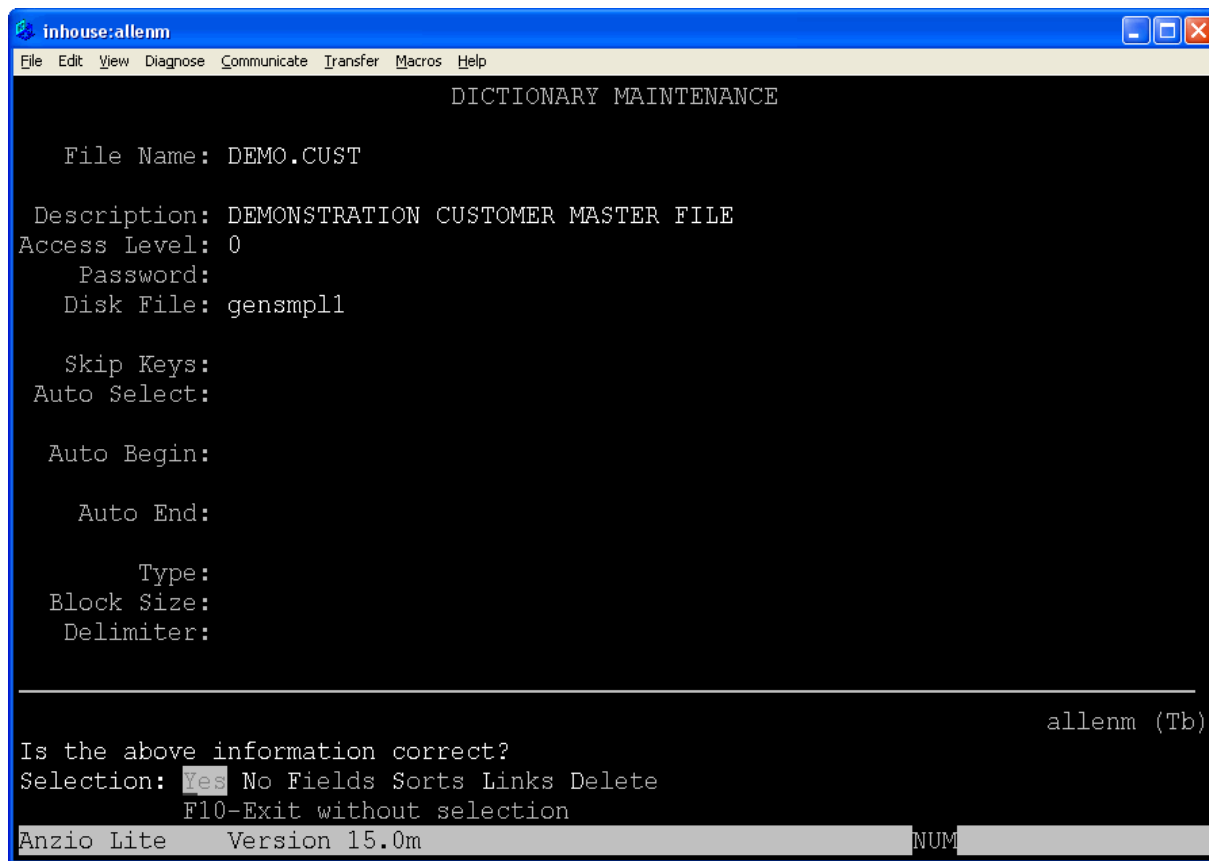 inhouse:allenm
File Edit View Diagnose Communicate Transfer Macros Help
DICTIONARY MAINTENANCE
File Name: DEMO.CUST
Description: DEMONSTRATION CUSTOMER MASTER FILE
Access Level: 0
Password:
Disk File: gensmpl1
Skip Keys:
Auto Select:
Auto Begin:
Auto End:
Type:
Block Size:
Delimiter:
allenm (Tb)
Is the above information correct?
Selection: Yes No Fields Sorts Links Delete
F10-Exit without selection
Anzio Lite Version 15.0m NUM